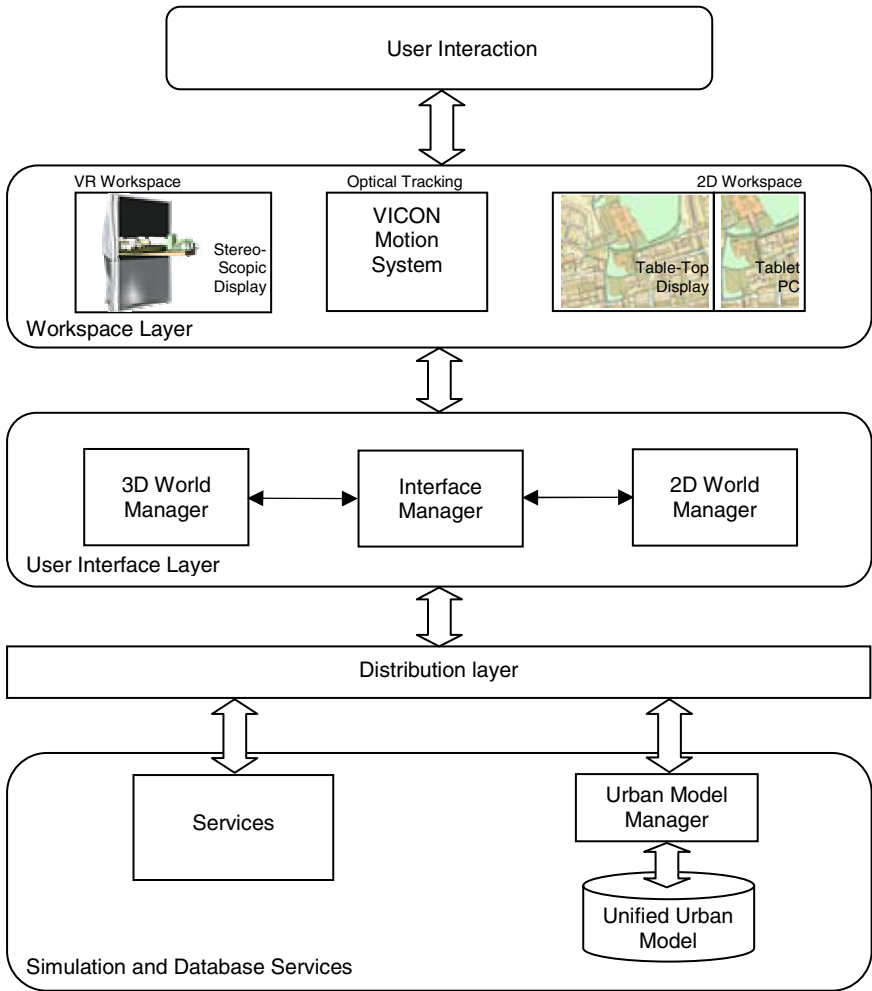 User Interaction
VR Workspace
Optical Tracking
2D Workspace
Stereo-
Scopic
Display
VICON
Motion
System
Table-Top
Display
Tablet
PC
Workspace Layer
3D World
Manager
Interface
Manager
2D World
Manager
User Interface Layer
Distribution layer
Services
Urban Model
Manager
Unified Urban
Model
Simulation and Database Services